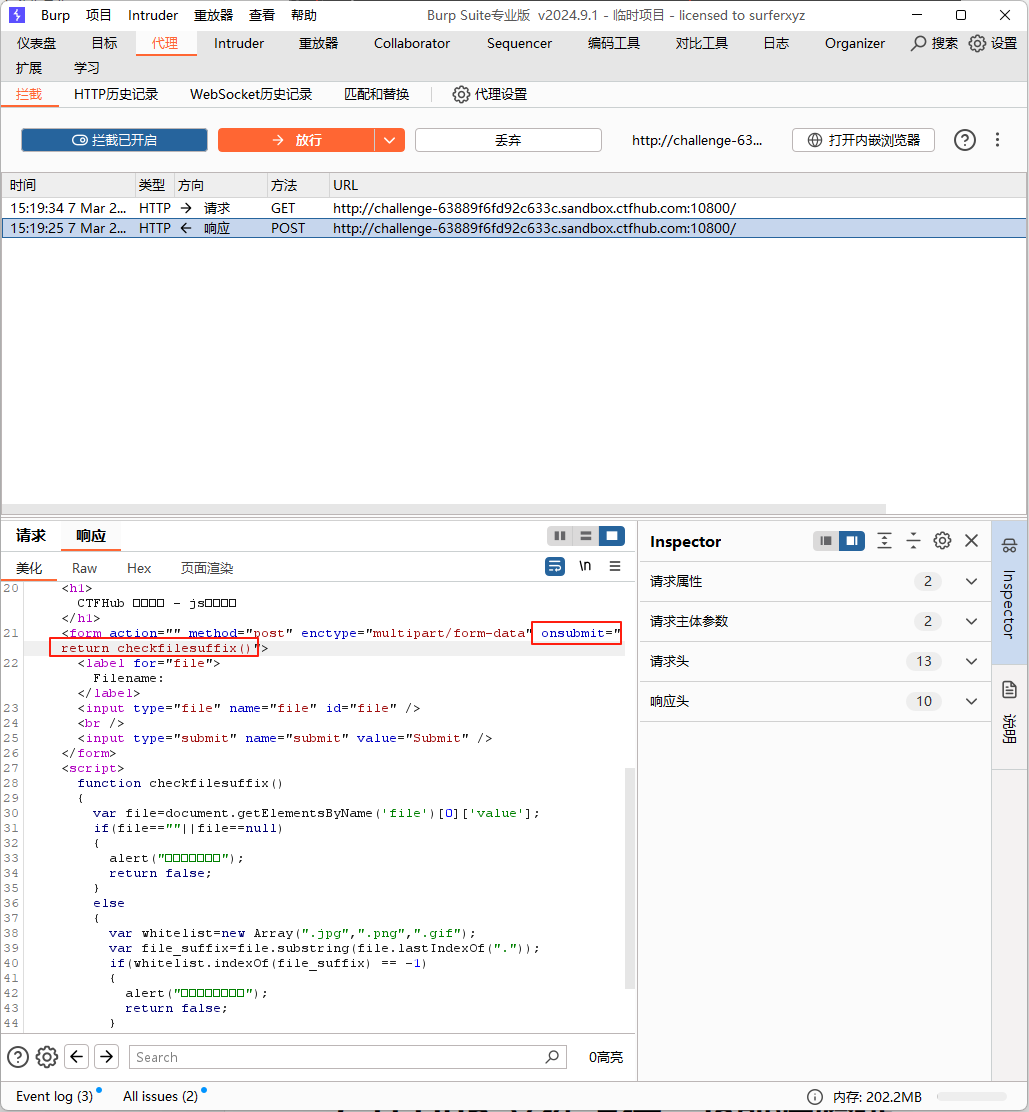 Burp 项目 Intruder 重放器 查看 帮助 Burp Suite专业版 v2024.9.1 - 临时项目 - licensed to surferxyz
仪表盘 目标 代理 Intruder 重放器 Collaborator Sequencer 编码工具 对比工具 日志 Organizer 搜索 设置
扩展 学习
拦截 HTTP历史记录 WebSocket历史记录 匹配和替换 代理设置
拦截已开启 放行 丢弃 http://challenge-63... 打开内嵌浏览器
时间 类型 方向 方法 URL
15:19:34 7 Mar 2... HTTP → 请求 GET http://challenge-63889f6fd92c633c.sandbox.ctfhub.com:10800/
15:19:25 7 Mar 2... HTTP ← 响应 POST http://challenge-63889f6fd92c633c.sandbox.ctfhub.com:10800/
请求 响应
美化 Raw Hex 页面渲染 \n
20 <h1>
CTFHub □□□□ - js□□□□
</h1>
21 <form action="" method="post" enctype="multipart/form-data" onsubmit="
return checkfilesuffix()">
22 <label for="file">
Filename:
</label>
23 <input type="file" name="file" id="file" />
24 <br />
25 <input type="submit" name="submit" value="Submit" />
26 </form>
27 <script>
28 function checkfilesuffix()
29 {
30 var file=document.getElementsByName('file')[0]['value'];
31 if(file==""||file==null)
32 {
33 alert("□□□□□□□");
34 return false;
35 }
36 else
37 {
38 var whitelist=new Array(".jpg",".png",".gif");
39 var file_suffix=file.substring(file.lastIndexOf("."));
40 if(whitelist.indexOf(file_suffix) == -1)
41 {
42 alert("□□□□□□□□");
43 return false;
44 }
Inspector
请求属性 2
请求主体参数 2
请求头 13
响应头 10
Inspector
说明
Search 0高亮
Event log (3) All issues (2) 内存: 202.2MB